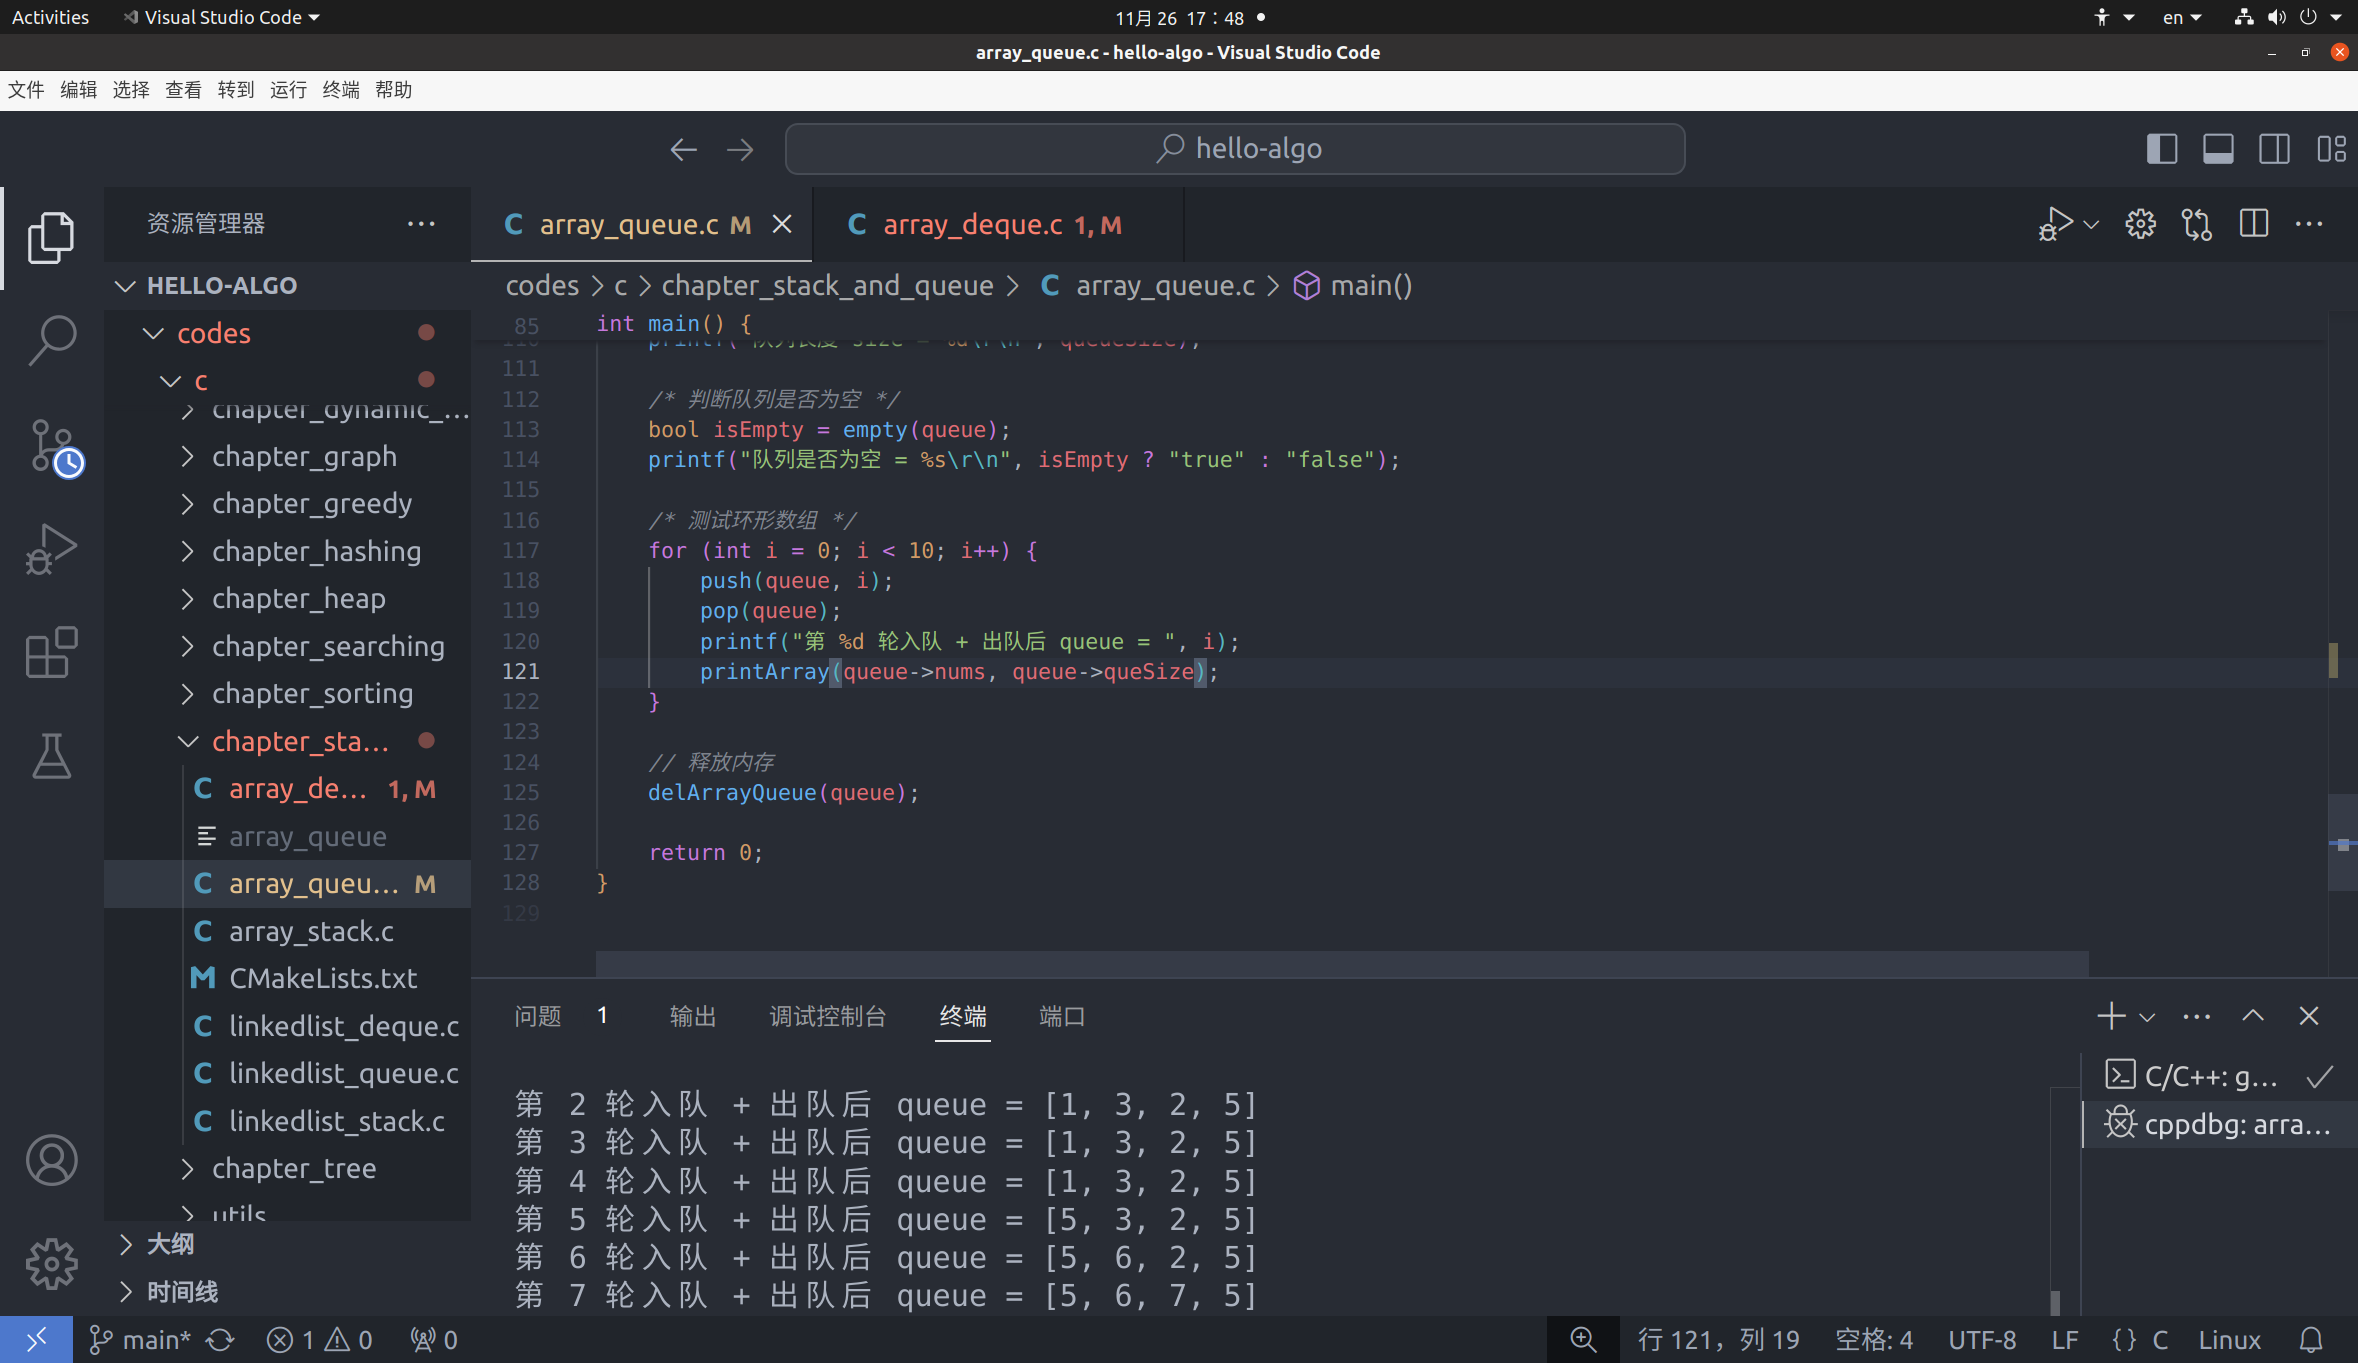 Activities Visual Studio Code 11月 26 17：48 en
array_queue.c - hello-algo - Visual Studio Code
文件 编辑 选择 查看 转到 运行 终端 帮助
hello-algo
资源管理器
HELLO-ALGO
codes
c
chapter_dynamic_...
chapter_graph
chapter_greedy
chapter_hashing
chapter_heap
chapter_searching
chapter_sorting
chapter_sta...
array_de... 1, M
array_queue
array_queu... M
array_stack.c
CMakeLists.txt
linkedlist_deque.c
linkedlist_queue.c
linkedlist_stack.c
chapter_tree
utils
大纲
时间线
array_queue.c M
array_deque.c 1, M
codes > c > chapter_stack_and_queue > C array_queue.c > main()
85 int main() {
110 printf("队列长度 size = %d\r\n", queueSize);
111
112 /* 判断队列是否为空 */
113 bool isEmpty = empty(queue);
114 printf("队列是否为空 = %s\r\n", isEmpty ? "true" : "false");
115
116 /* 测试环形数组 */
117 for (int i = 0; i < 10; i++) {
118 push(queue, i);
119 pop(queue);
120 printf("第 %d 轮入队 + 出队后 queue = ", i);
121 printArray(queue->nums, queue->queSize);
122 }
123
124 // 释放内存
125 delArrayQueue(queue);
126
127 return 0;
128 }
129
问题 1 输出 调试控制台 终端 端口
第 2 轮入队 + 出队后 queue = [1, 3, 2, 5]
第 3 轮入队 + 出队后 queue = [1, 3, 2, 5]
第 4 轮入队 + 出队后 queue = [1, 3, 2, 5]
第 5 轮入队 + 出队后 queue = [5, 3, 2, 5]
第 6 轮入队 + 出队后 queue = [5, 6, 2, 5]
第 7 轮入队 + 出队后 queue = [5, 6, 7, 5]
C/C++: g...
cppdbg: arra...
main* 1 0 0 行 121，列 19 空格: 4 UTF-8 LF {} C Linux